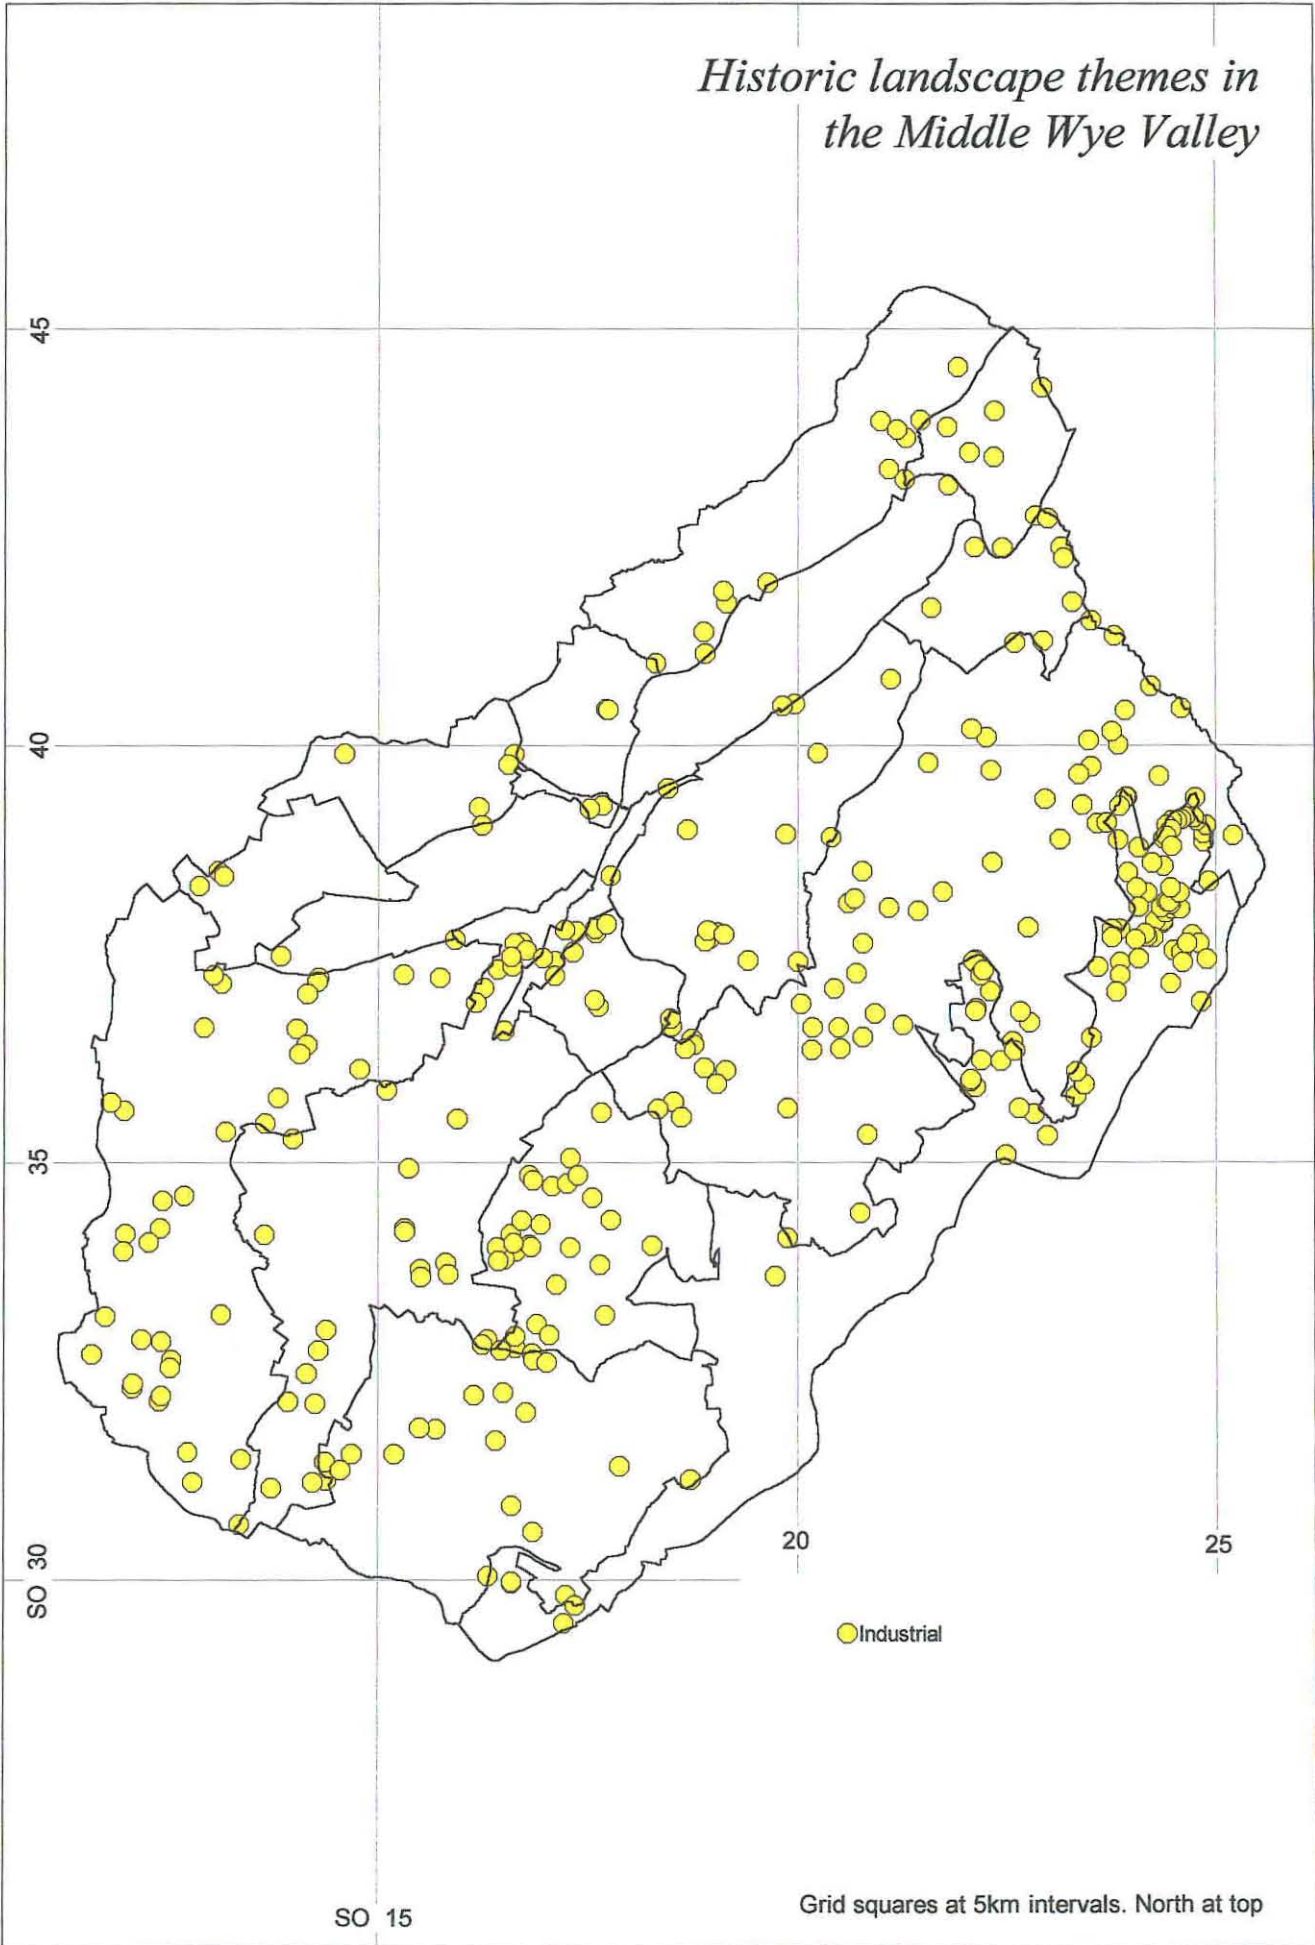 Historic landscape themes in
the Middle Wye Valley
45
40
35
20
25
SO 30
Industrial
Grid squares at 5km intervals. North at top
SO 15